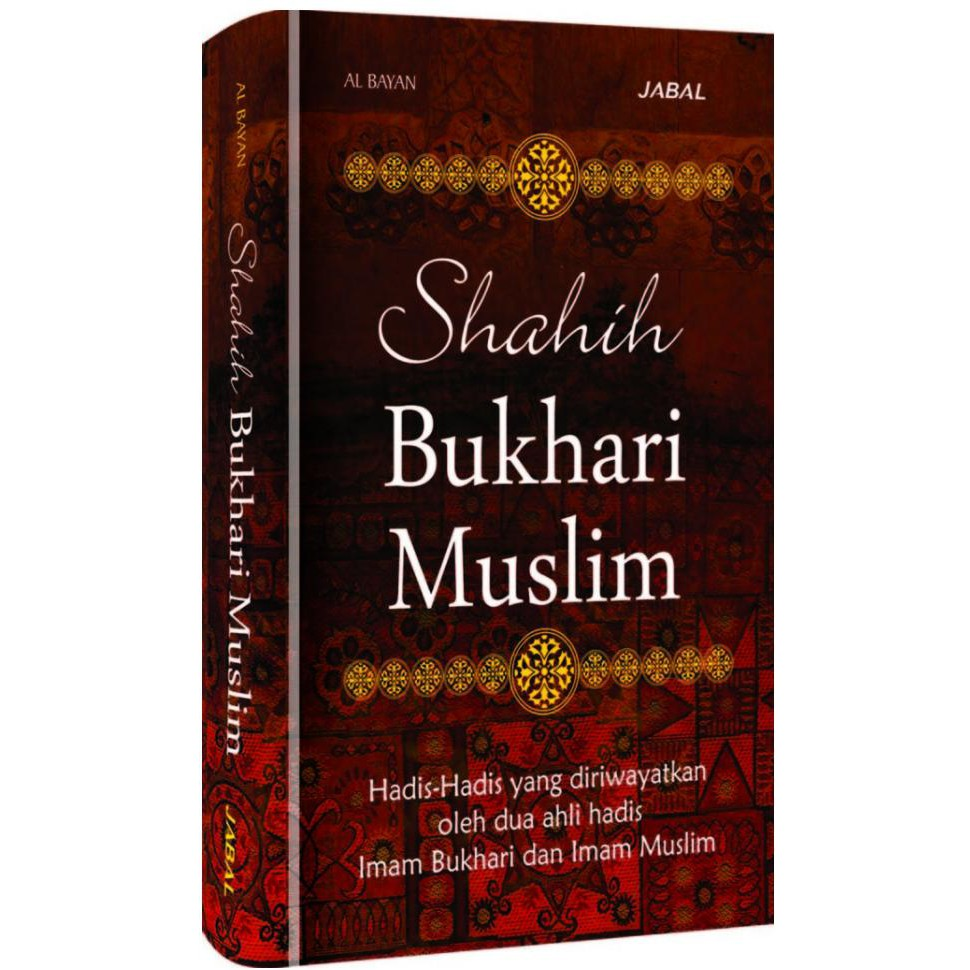 AL BAYAN
JABAL
Shahih
Bukhari
Muslim
Hadis-Hadis yang diriwayatkan
oleh dua ahli hadis
Imam Bukhari dan Imam Muslim
AL BAYAN
Shahih Bukhari Muslim
JABAL